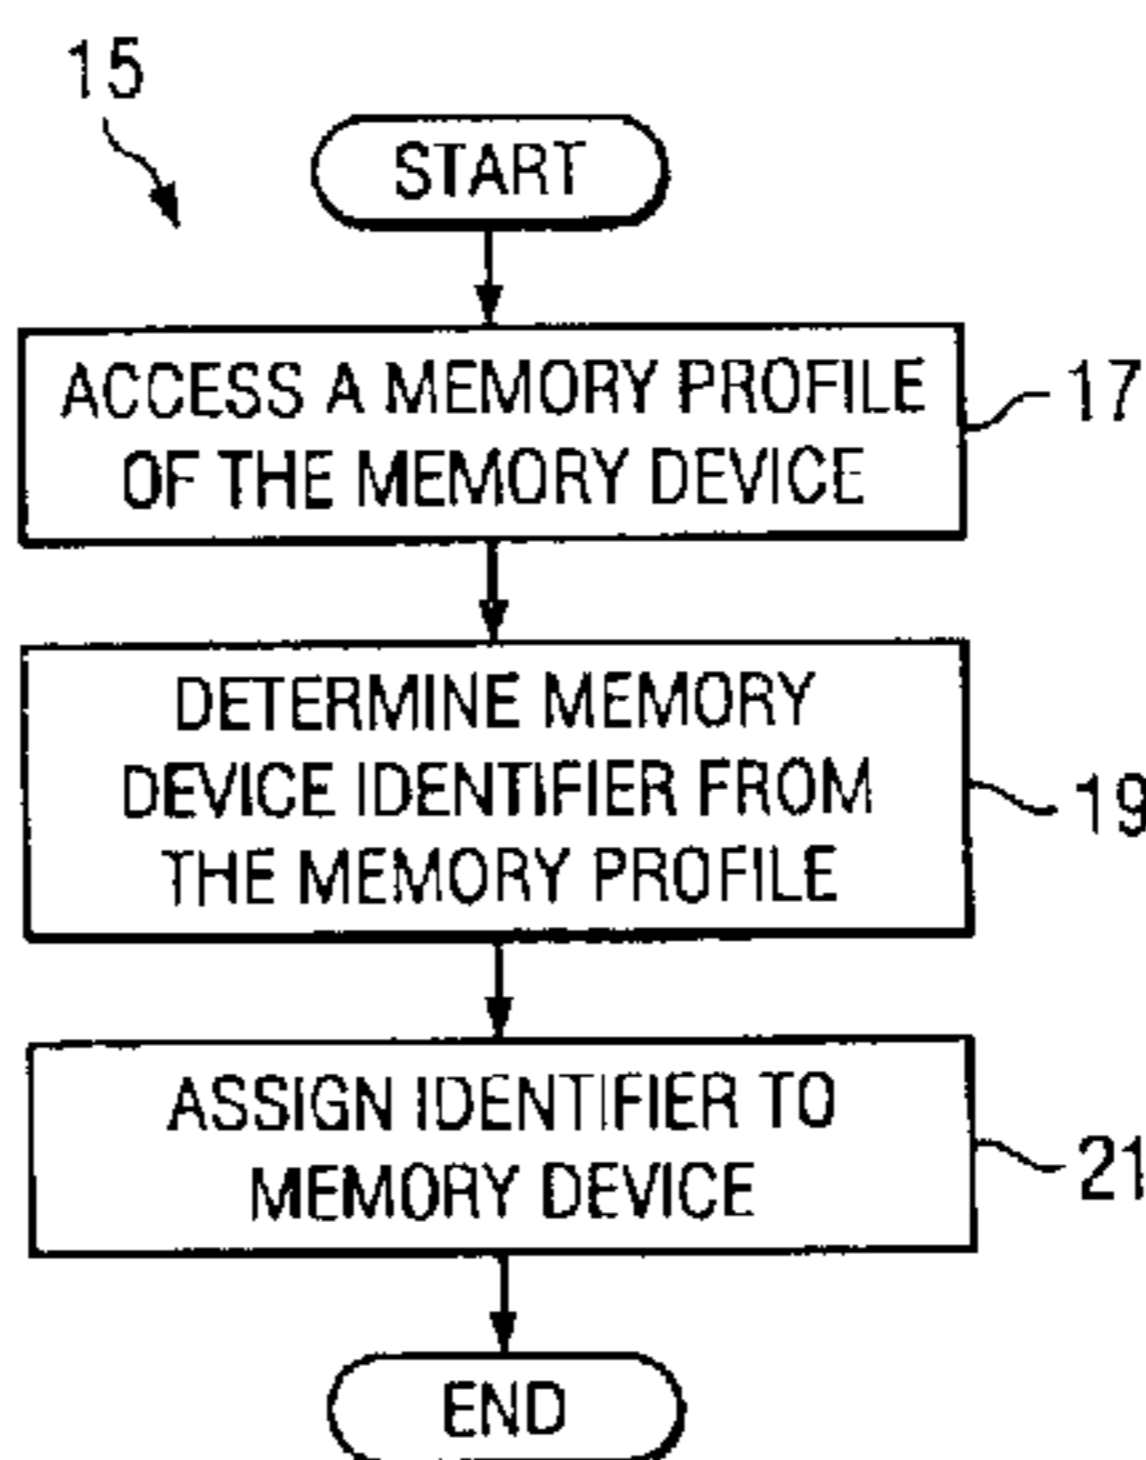 15
START
ACCESS A MEMORY PROFILE
OF THE MEMORY DEVICE
17
DETERMINE MEMORY
DEVICE IDENTIFIER FROM
THE MEMORY PROFILE
19
ASSIGN IDENTIFIER TO
MEMORY DEVICE
21
END